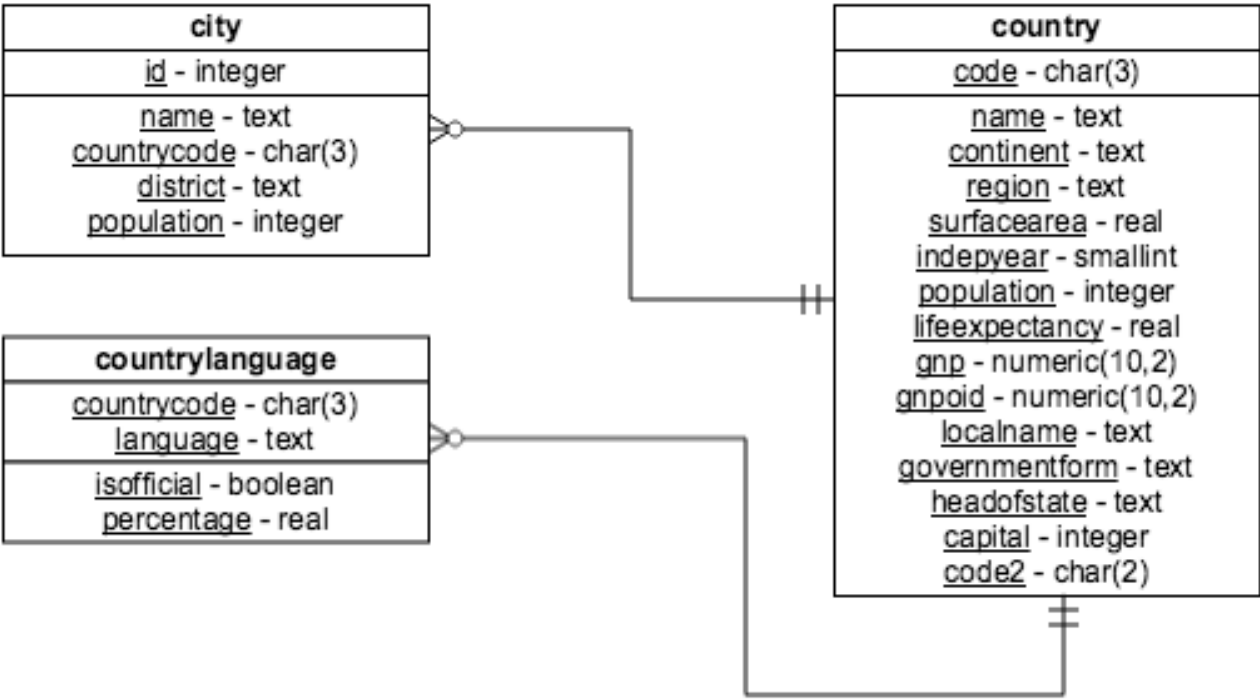 city
id - integer
name - text
countrycode - char(3)
district - text
population - integer
countrylanguage
countrycode - char(3)
language - text
isofficial - boolean
percentage - real
country
code - char(3)
name - text
continent - text
region - text
surfacearea - real
indepyear - smallint
population - integer
lifeexpectancy - real
gnp - numeric(10,2)
gnpoid - numeric(10,2)
localname - text
governmentform - text
headofstate - text
capital - integer
code2 - char(2)